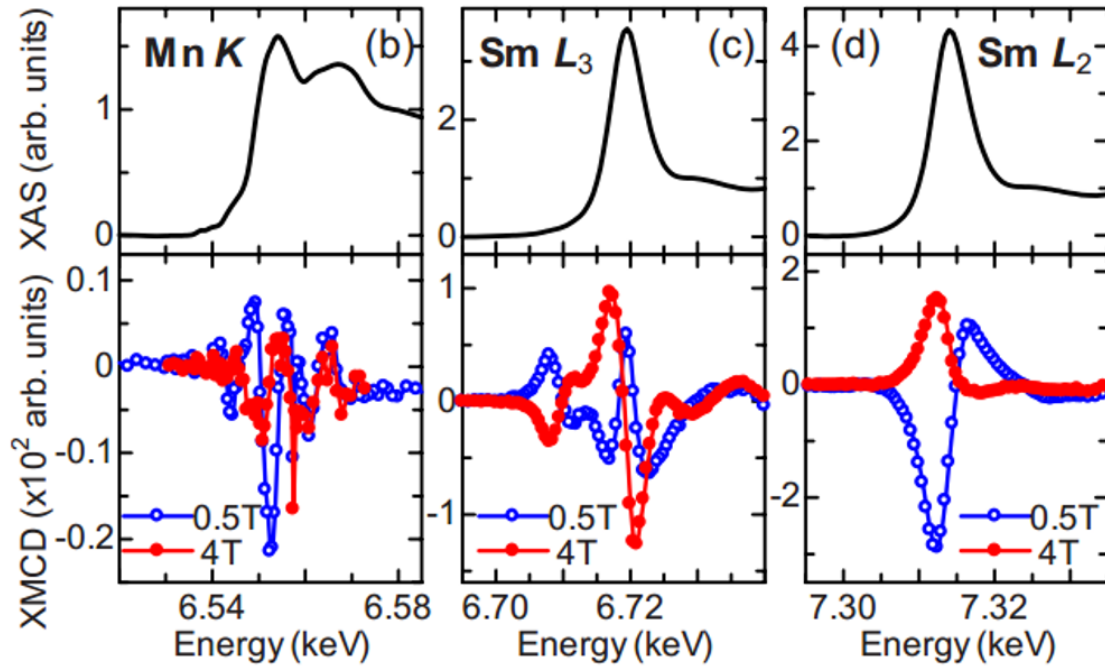 Mn K (b) Sm L3 (c) (d) Sm L2
XAS (arb. units)
1
0
2
0
4
2
0
XMCD (x10² arb. units)
0.1
0
-0.1
-0.2
1
0
-1
2
0
-2
0.5T
4T
0.5T
4T
0.5T
4T
6.54 6.58 6.70 6.72 7.30 7.32
Energy (keV) Energy (keV) Energy (keV)